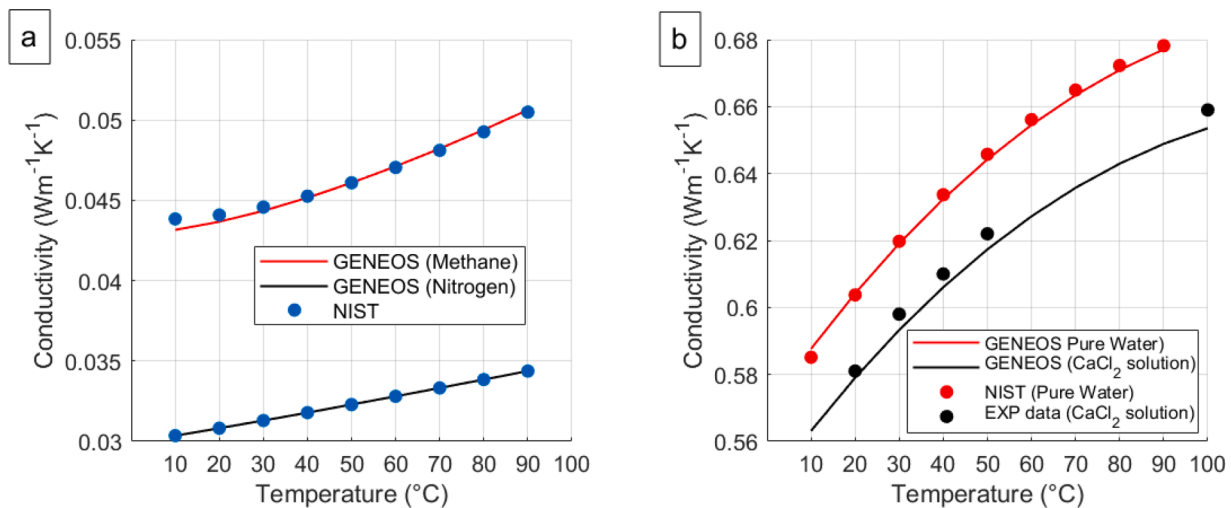 a
0.055
0.05
0.045
0.04
0.035
0.03
Conductivity (Wm⁻¹K⁻¹)
GENEOS (Methane)
GENEOS (Nitrogen)
NIST
10 20 30 40 50 60 70 80 90 100
Temperature (°C)
b
0.68
0.66
0.64
0.62
0.6
0.58
0.56
Conductivity (Wm⁻¹K⁻¹)
GENEOS Pure Water)
GENEOS (CaCl₂ solution)
NIST (Pure Water)
EXP data (CaCl₂ solution)
10 20 30 40 50 60 70 80 90 100
Temperature (°C)